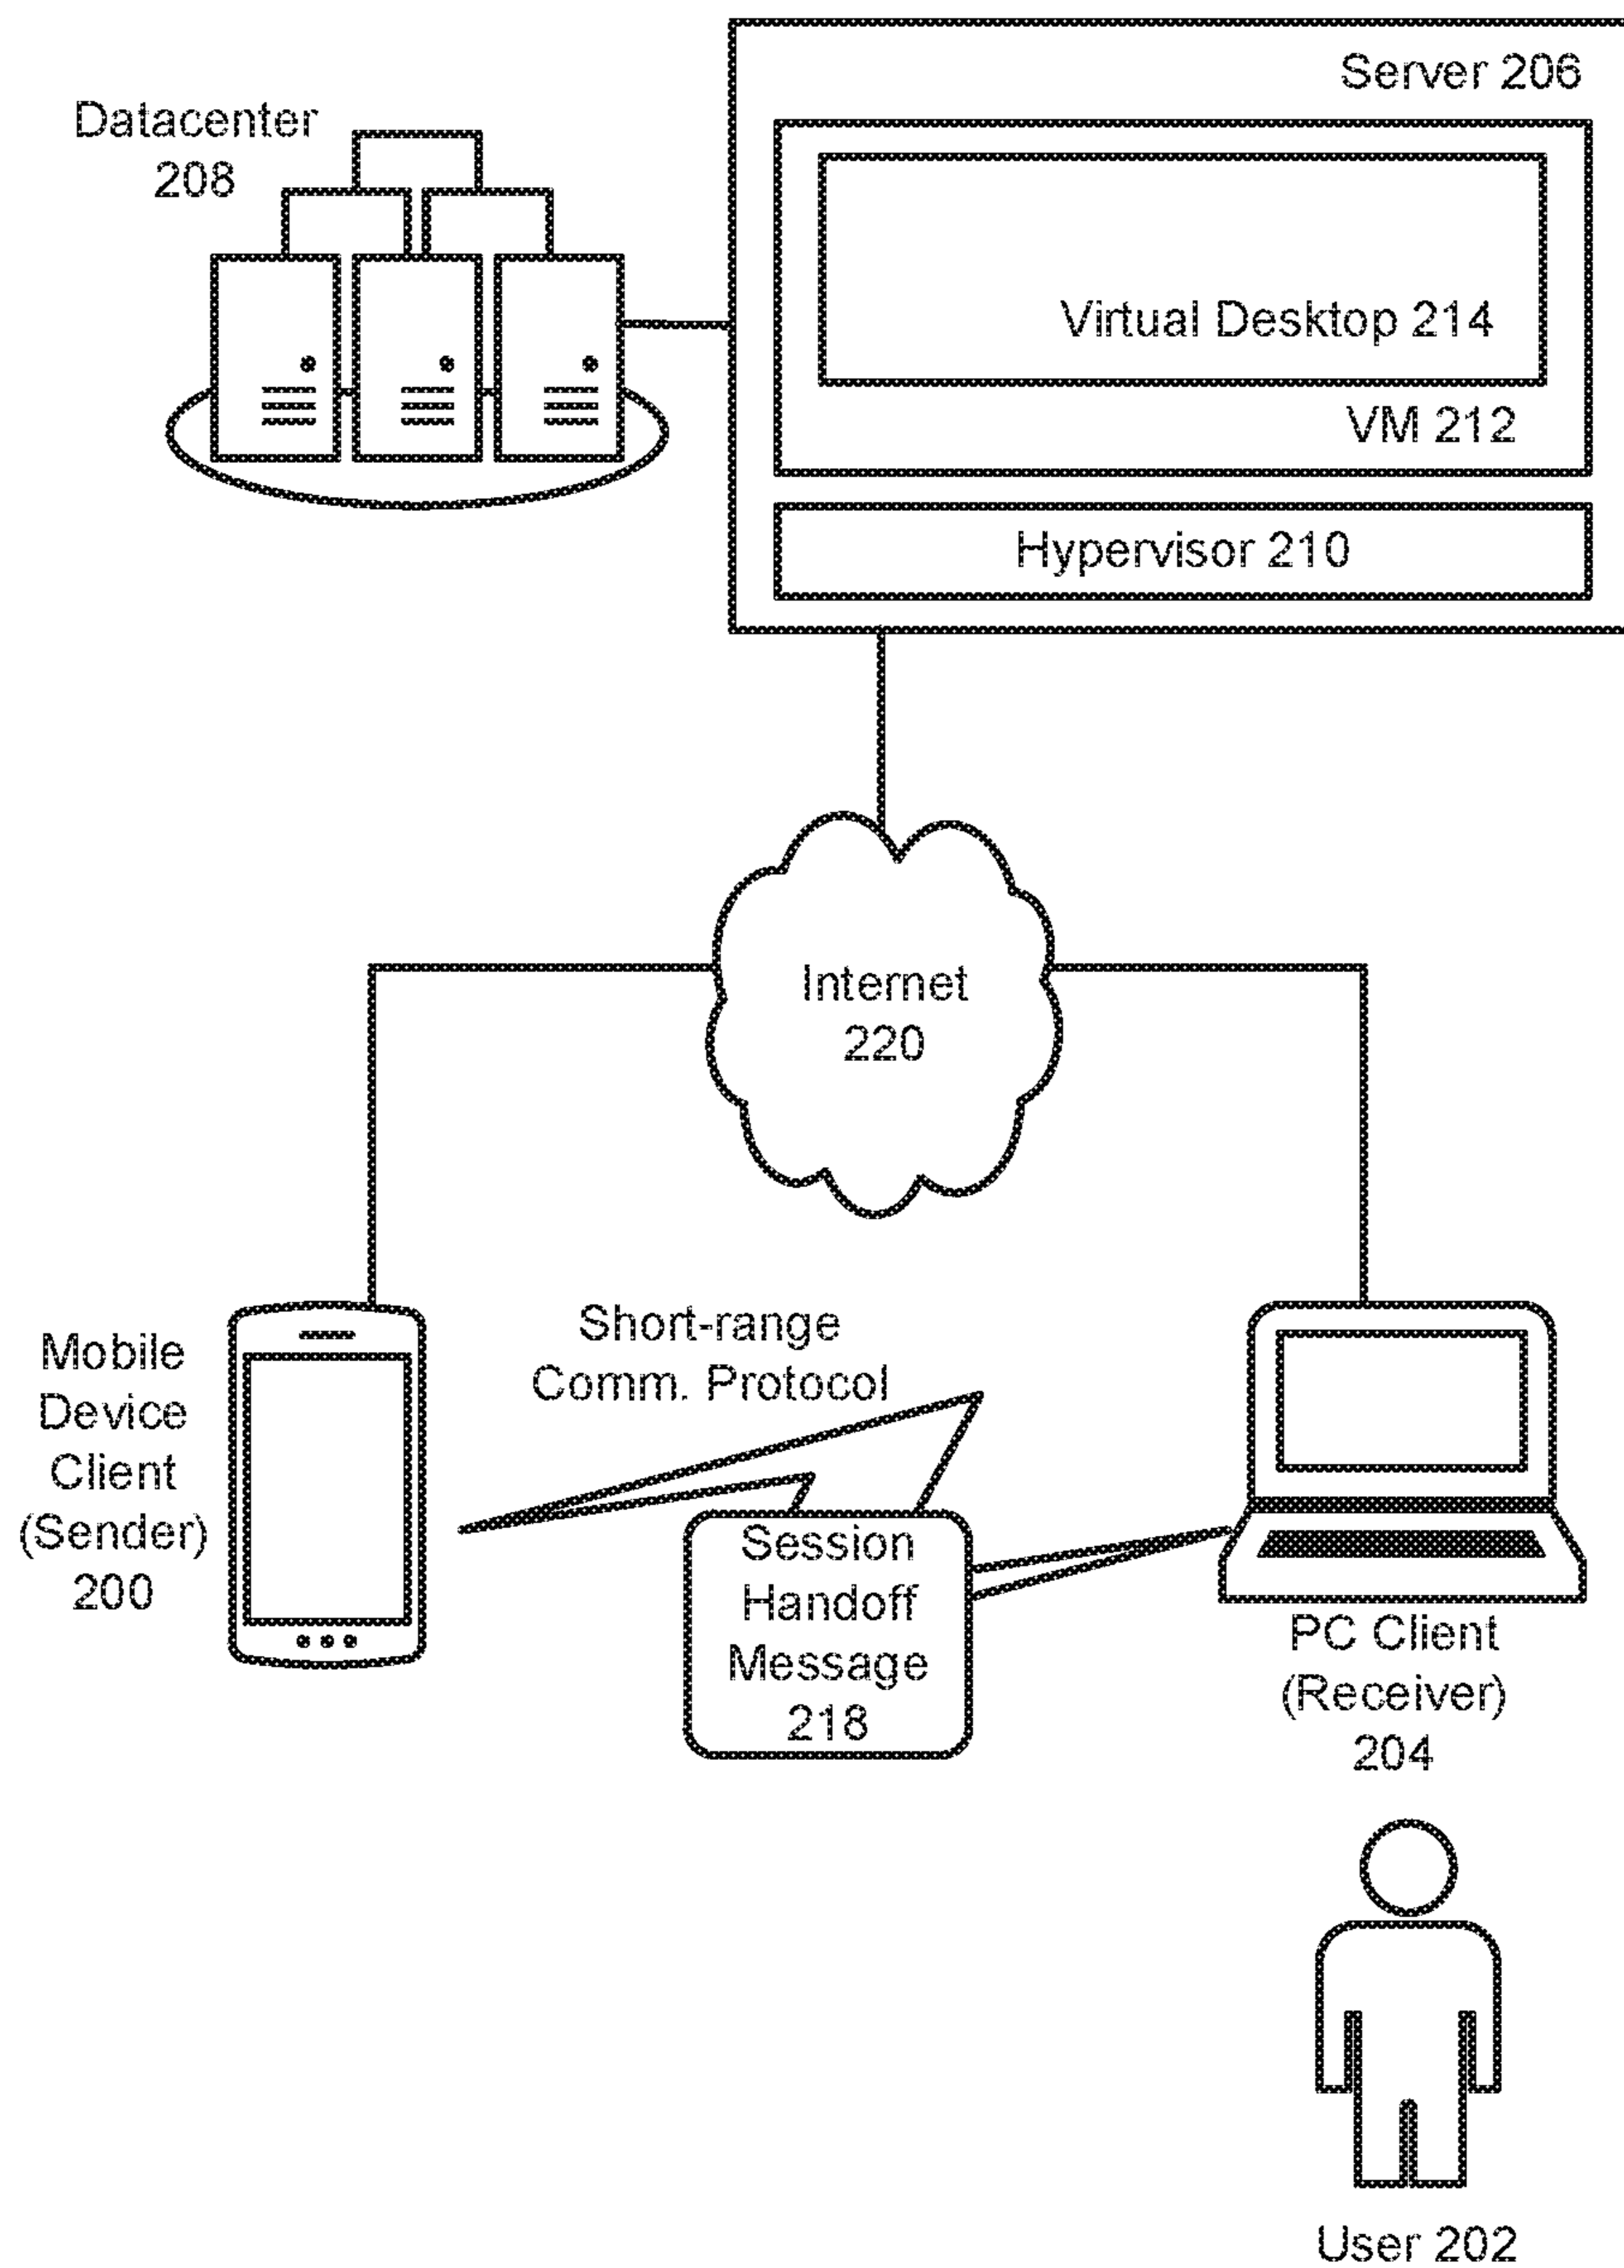 Server 206
Datacenter
208
Virtual Desktop 214
VM 212
Hypervisor 210
Internet
220
Short-range
Comm. Protocol
Mobile
Device
Client
(Sender)
200
Session
Handoff
Message
218
PC Client
(Receiver)
204
User 202